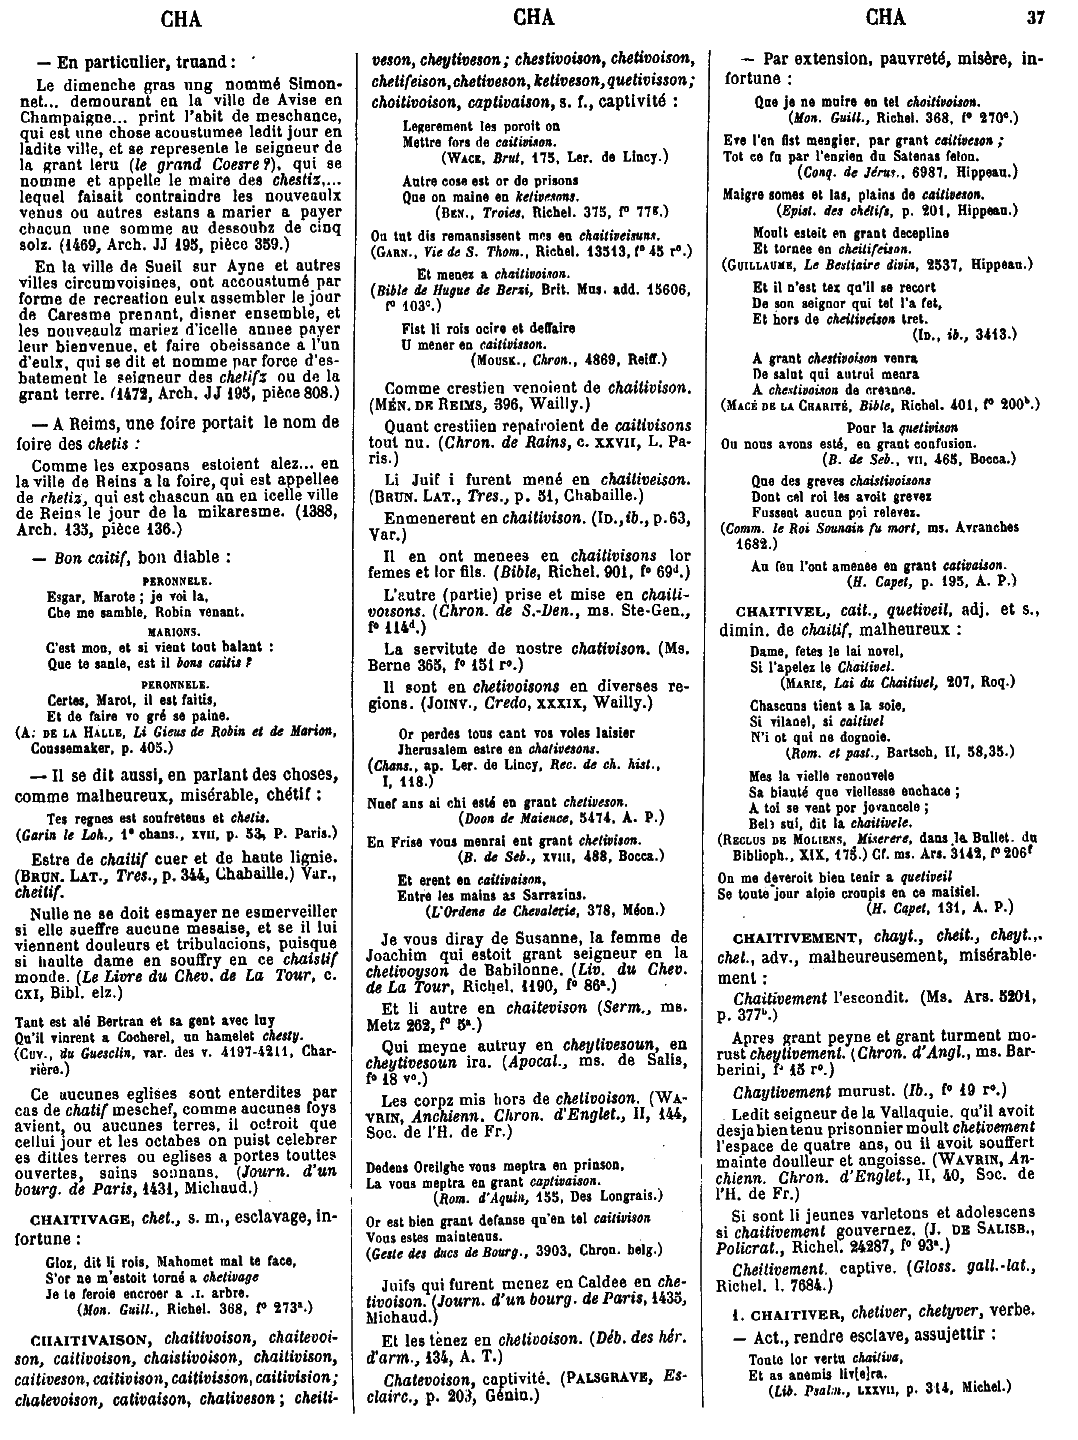 CHA
CHA
CHA
37
— En particulier, truand :
Le dimenche gras ung nommé Simon-
net... demourant en la ville de Avise en
Champaigne... print l'abit de meschance,
qui est une chose acoustumee ledit jour en
ladite ville, et se represente le seigneur de
la grant leru (le grand Coesre?), qui se
nomme et appelle le maire des chestiz,...
lequel faisait contraindre les nouveaulx
venus ou autres estans a marier a payer
chacun une somme au dessoubz de cinq
solz. (1469, Arch. JJ 195, pièce 359.)
En la ville de Sueil sur Ayne et autres
villes circumvoisines, ont accoustumé par
forme de recreation eulx assembler le jour
de Caresme prenant, disner ensemble, et
les nouveaulz mariez d'icelle annee payer
leur bienvenue, et faire obeissance a l'un
d'eulx, qui se dit et nomme par force d'es-
batement le seigneur des chetifz ou de la
grant terre. (1472, Arch. JJ 195, pièce 808.)
— A Reims, une foire portait le nom de
foire des chetis :
Comme les exposans estoient alez... en
la ville de Reins a la foire, qui est appellee
de chetiz, qui est chascun an en icelle ville
de Reins le jour de la mikaresme. (1388,
Arch. 133, pièce 136.)
— Bon caitif, bon diable :
PERONNELE.
Esgar, Marote ; je voi la,
Che me samble, Robin venant.
MARIONS.
C'est mon, et si vient tout balant :
Que te sanle, est il bons caitis ?
PERONNELE.
Certes, Marot, il est faitis,
Et de faire vo gré se paine.
(A. DE LA HALLE, Li Gieus de Robin et de Marion,
Coussemaker, p. 405.)
— Il se dit aussi, en parlant des choses,
comme malheureux, misérable, chétif :
Tes regnes est soufretens et chetis.
(Garin le Loh., 1e chans., XVII, p. 53, P. Paris.)
Estre de chaitif cuer et de haute lignie.
(BRUN. LAT., Tres., p. 344, Chabaille.) Var.,
cheitif.
Nulle ne se doit esmayer ne esmerveiller
si elle sueffre aucune mesaise, et se il lui
viennent douleurs et tribulacions, puisque
si haulte dame en souffry en ce chaistif
monde. (Le Livre du Chev. de La Tour, c.
CXI, Bibl. elz.)
Tant est alé Bertran et sa gent avec luy
Qu'il vinrent a Cocherel, un hamelet chesty.
(CUV., du Guesclin, var. des v. 4197-4211, Char-
rière.)
Ce aucunes eglises sont enterdites par
cas de chatif meschef, comme aucunes foys
avient, ou aucunes terres, il octroit que
cellui jour et les octabes on puist celebrer
es dittes terres ou eglises a portes touttes
ouvertes, sains sonnans. (Journ. d'un
bourg. de Paris, 1431, Michaud.)
CHAITIVAGE, chet., s. m., esclavage, in-
fortune :
Gloz, dit li rois, Mahomet mal te face,
S'or ne m'estoit torné a chetivage
Je te feroie encroer a .I. arbre.
(Mon. Guill., Richel. 368, fo 273a.)
CHAITIVAISON, chaitivoison, chaitevoi-
son, caitivoison, chaistivoison, chaitivison,
caitiveson, caitivison, caitivisson, caitivision;
chatevoison, cativaison, chativeson ; cheiti-
veson, cheytiveson ; chestivoison, chetivoison,
chetifeison, chetiveson, ketiveson, quetivisson ;
choitivoison, captivaison, s. f., captivité :
Legerement les poroit on
Mettre fors de caitivison.
(WACE, Brut, 175, Ler. de Lincy.)
Autre cose est or de prisons
Que on maine en ketivesons.
(BEN., Troies, Richel. 375, fo 77g.)
Ou tut dis remansissent mes en chaitiveisuns.
(GARN., Vie de S. Thom., Richel. 13513, fo 45 ro.)
Et menez a chaitivoison.
(Bible de Hugue de Berzi, Brit. Mus. add. 15606,
fo 103c.)
Fist li rois ocire et deffaire
U mener en caitivisson.
(MOUSK., Chron., 4869, Reiff.)
Comme crestien venoient de chaitivison.
(MÉN. DE REIMS, 396, Wailly.)
Quant crestiien repairoient de caitivisons
tout nu. (Chron. de Rains, c. XXVII, L. Pa-
ris.)
Li Juif i furent mené en chaitiveison.
(BRUN. LAT., Tres., p. 51, Chabaille.)
Enmenerent en chaitivison. (ID., ib., p. 63,
Var.)
Il en ont menees en chaitivisons lor
femes et lor fils. (Bible, Richel. 901, fo 69d.)
L'autre (partie) prise et mise en chaiti-
voisons. (Chron. de S.-Den., ms. Ste-Gen.,
fo 114d.)
La servitute de nostre chativison. (Ms.
Berne 365, fo 151 ro.)
Il sont en chetivoisons en diverses re-
gions. (JOINV., Credo, XXXIX, Wailly.)
Or perdes tous cant vos voles laisier
Jherusalem estre en chativesons.
(Chans., ap. Ler. de Lincy, Rec. de ch. hist.,
I, 118.)
Nuef ans ai chi esté en grant chetiveson.
(Doon de Maience, 5474, A. P.)
En Frise vous menrai ent grant chetivison.
(B. de Seb., XVIII, 488, Bocca.)
Et erent en caitivaison,
Entre les mains as Sarrazins.
(L'Ordene de Chevalerie, 378, Méon.)
Je vous diray de Susanne, la femme de
Joachim qui estoit grant seigneur en la
chetivoyson de Babilonne. (Liv. du Chev.
de La Tour, Richel. 1190, fo 86a.)
Et li autre en chaitevison (Serm., ms.
Metz 262, fo 5a.)
Qui meyne autruy en cheytivesoun, en
cheytivesoun ira. (Apocal., ms. de Salis,
fo 18 vo.)
Les corpz mis hors de chetivoison. (WA-
VRIN, Anchienn. Chron. d'Englet., II, 144,
Soc. de l'H. de Fr.)
Dedens Oreilghe vous meptra en prinson,
La vous meptra en grant captivaison.
(Rom. d'Aquin, 155, Des Longrais.)
Or est bien grant defanse qu'en tel caitivison
Vous estes maintenus.
(Geste des ducs de Bourg., 3903, Chron. belg.)
Juifs qui furent menez en Caldee en che-
tivoison. (Journ. d'un bourg. de Paris, 1435,
Michaud.)
Et les tenez en chetivoison. (Déb. des hér.
d'arm., 134, A. T.)
Chatevoison, captivité. (PALSGRAVE, Es-
clairc., p. 203, Génin.)
— Par extension, pauvreté, misère, in-
fortune :
Que je ne muire en tel choitivoison.
(Mon. Guill., Richel. 368, fo 270c.)
Eve l'en fist mengier, par grant caitiveson ;
Tot ce fu par l'engien du Satenas felon.
(Conq. de Jérus., 6987, Hippeau.)
Maigre somes et las, plains de caitiveson.
(Epist. des chétifs, p. 201, Hippeau.)
Moult esteit en grant decepline
Et tornee en cheitifeison.
(GUILLAUME, Le Bestiaire divin, 2537, Hippeau.)
Et il n'est tex qu'il se recort
De son seignor qui tel l'a fet,
Et hors de cheitiveison tret.
(ID., ib., 3413.)
A grant chestivoison venra
De salut qui autrui menra
A chestivoison de creance.
(MACÉ DE LA CHARITÉ, Bible, Richel. 401, fo 200b.)
Pour la quetivison
Ou nous avons esté, en grant confusion.
(B. de Seb., VII, 465, Bocca.)
Que des greves chaistivoisons
Dont cel roi les avoit grevez
Fussent aucun poi relevez.
(Comm. le Roi Sounain fu mort, ms. Avranches
1682.)
Au feu l'ont amenee en grant cativaison.
(H. Capet, p. 195, A. P.)
CHAITIVEL, cait., quetiveil, adj. et s.,
dimin. de chaitif, malheureux :
Dame, fetes le lai novel,
Si l'apelez le Chaitivel.
(MARIE, Lai du Chaitivel, 207, Roq.)
Chascuns tient a la soie,
Si vilanel, si caitivel
N'i ot qui ne dognoie.
(Rom. et past., Bartsch, II, 58,35.)
Mes la vielle renouvele
Sa biauté que viellesse enchace ;
A toi se vent por jovancele ;
Bele sui, dit la chaitivele.
(RECLUS DE MOLIENS, Miserere, dans le Bullet. du
Biblioph., XIX, 175.) Cf. ms. Ars. 3142, fo 206f
On me deveroit bien tenir a quetiveil
Se toute jour aloie croupis en ce maisiel.
(H. Capet, 131, A. P.)
CHAITIVEMENT, chayt., cheit., cheyt.,
chet., adv., malheureusement, misérable-
ment :
Chaitivement l'escondit. (Ms. Ars. 5201,
p. 377b.)
Apres grant peyne et grant turment mo-
rust cheytivement. (Chron. d'Angl., ms. Bar-
berini, fo 15 ro.)
Chaytivement murust. (Ib., fo 19 ro.)
Ledit seigneur de la Vallaquie, qu'il avoit
desja bien tenu prisonnier moult chetivement
l'espace de quatre ans, ou il avoit souffert
mainte doulleur et angoisse. (WAVRIN, An-
chienn. Chron. d'Englet., II, 40, Soc. de
l'H. de Fr.)
Si sont li jeunes varletons et adolescens
si chaitivement gouvernez. (J. DE SALISB.,
Policrat., Richel. 24287, fo 93a.)
Cheitivement, captive. (Gloss. gall.-lat.,
Richel. l. 7684.)
1. CHAITIVER, chetiver, chetyver, verbe.
— Act., rendre esclave, assujettir :
Toute lor vertu chaitiva,
Et as anemis liv[e]ra.
(Lib. Psalm., LXXVII, p. 314, Michel.)